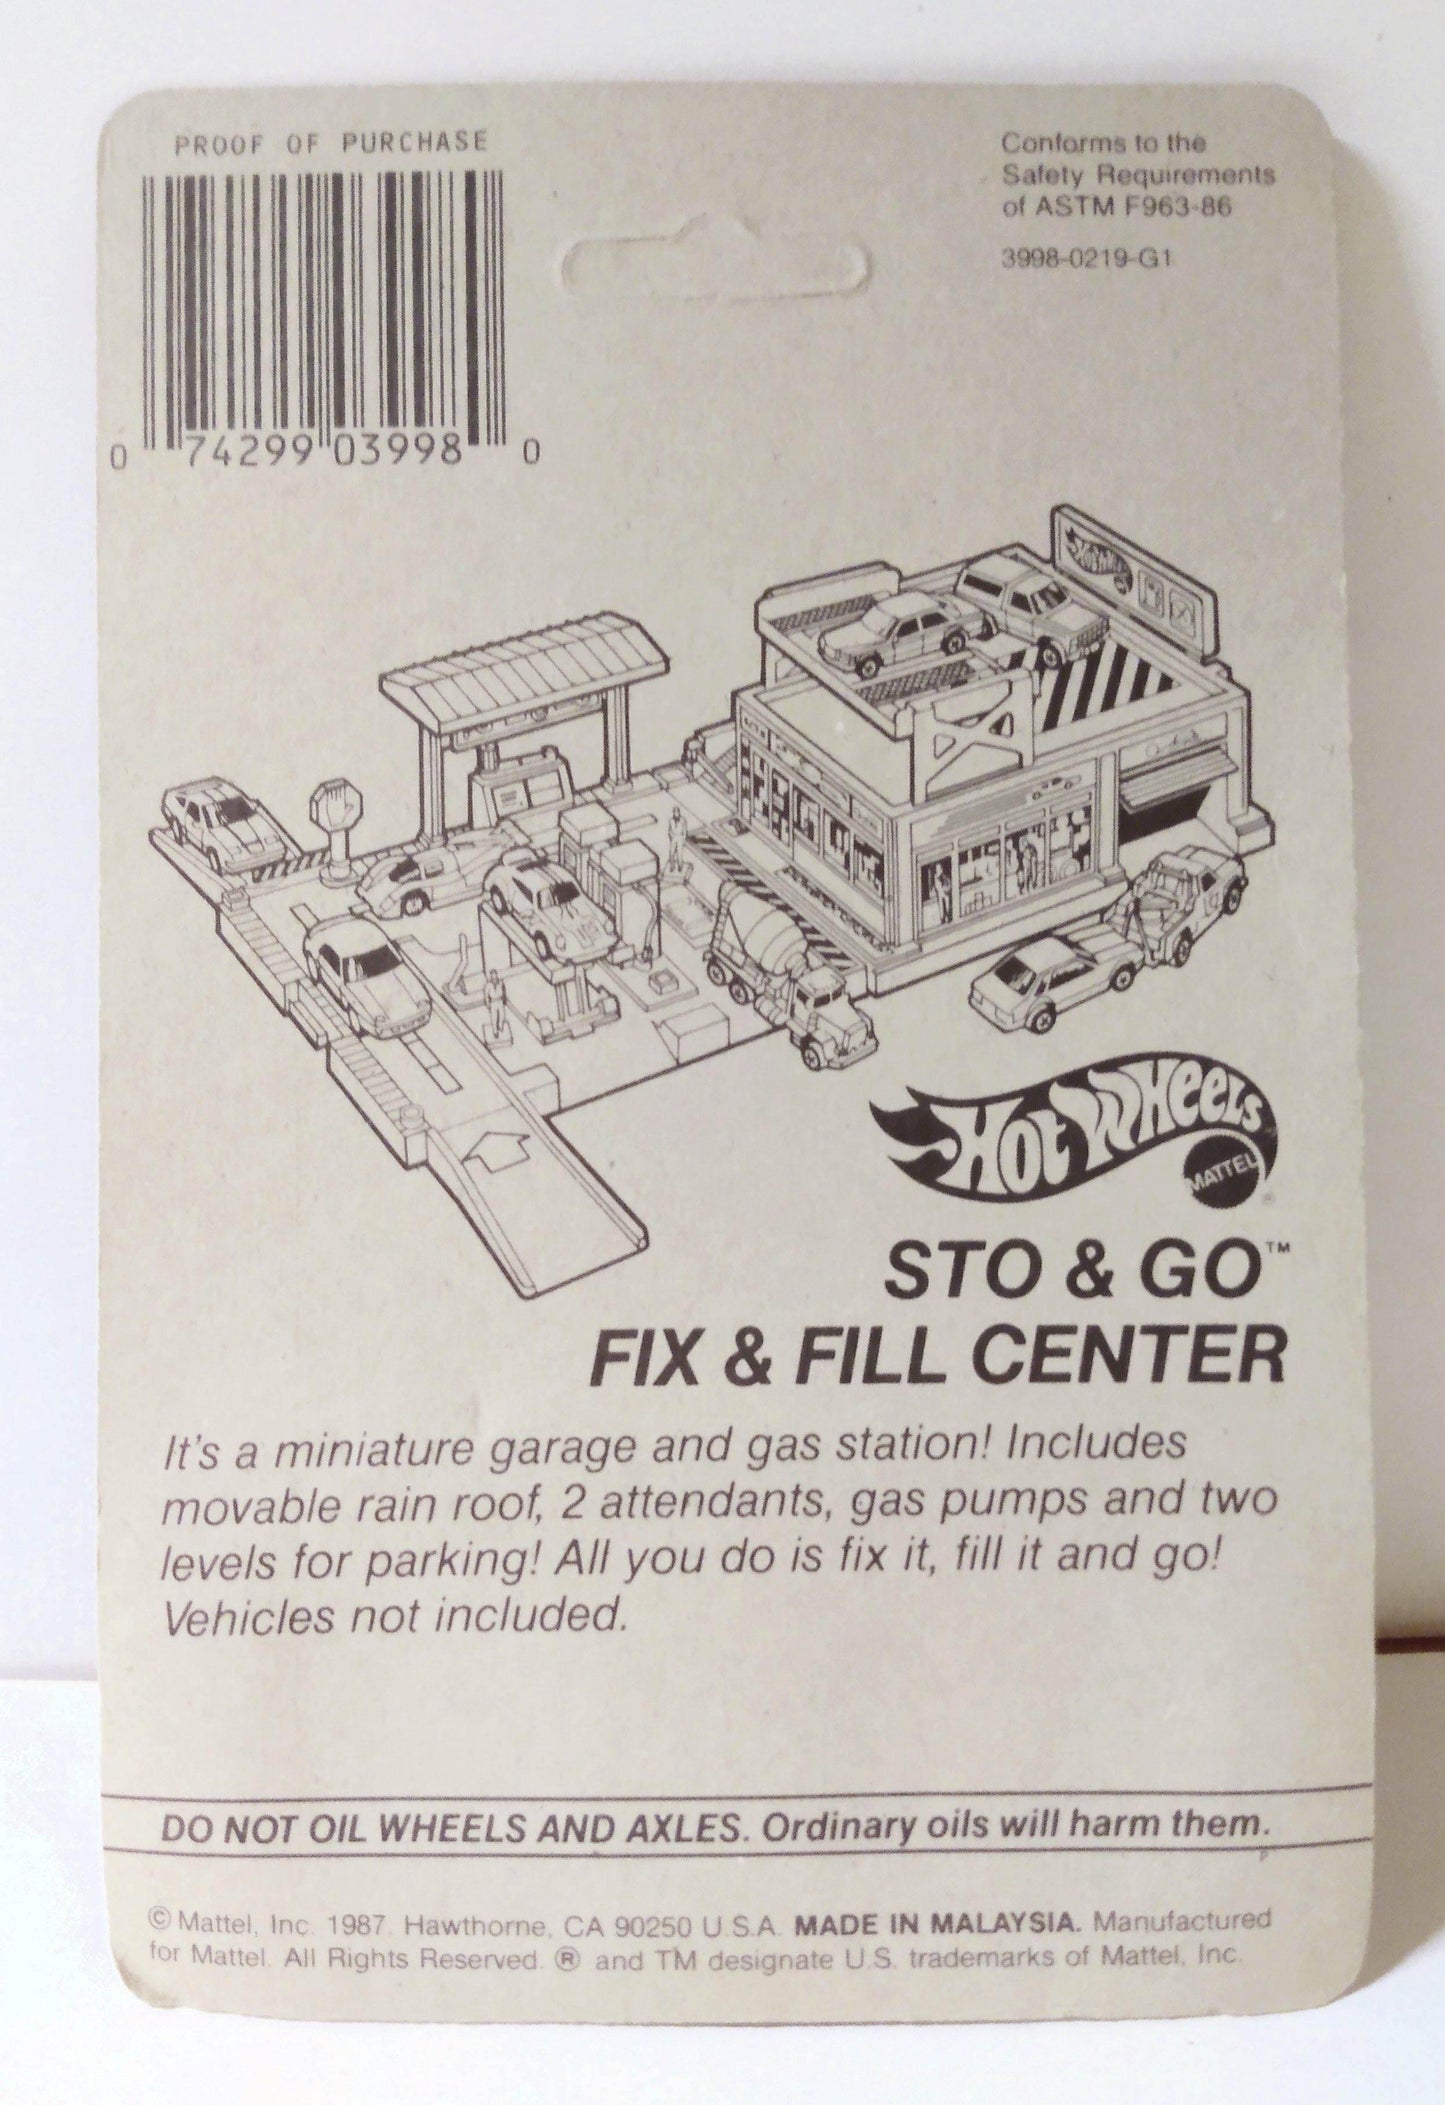 PROOF OF PURCHASE
0 74299 03998 0
Conforms to the
Safety Requirements
of ASTM F963-86
3998-0219-G1
HOT WHEELS
HOT WHEELS
MATTEL
®
STO & GO™
FIX & FILL CENTER
It's a miniature garage and gas station! Includes
movable rain roof, 2 attendants, gas pumps and two
levels for parking! All you do is fix it, fill it and go!
Vehicles not included.
DO NOT OIL WHEELS AND AXLES. Ordinary oils will harm them.
P
© Mattel, Inc. 1987. Hawthorne, CA 90250 U.S.A. MADE IN MALAYSIA. Manufactured
for Mattel. All Rights Reserved. ® and TM designate U.S. trademarks of Mattel, Inc.